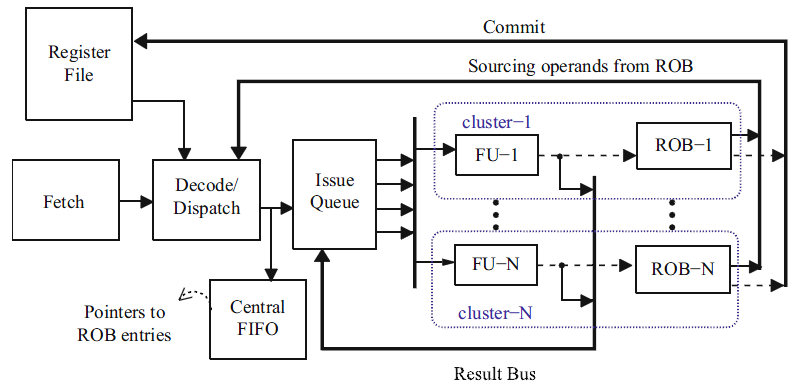 Register
File
Commit
Sourcing operands from ROB
cluster−1
FU−1
ROB−1
Fetch
Decode/
Dispatch
Issue
Queue
FU−N
ROB−N
cluster−N
Pointers to
ROB entries
Central
FIFO
Result Bus